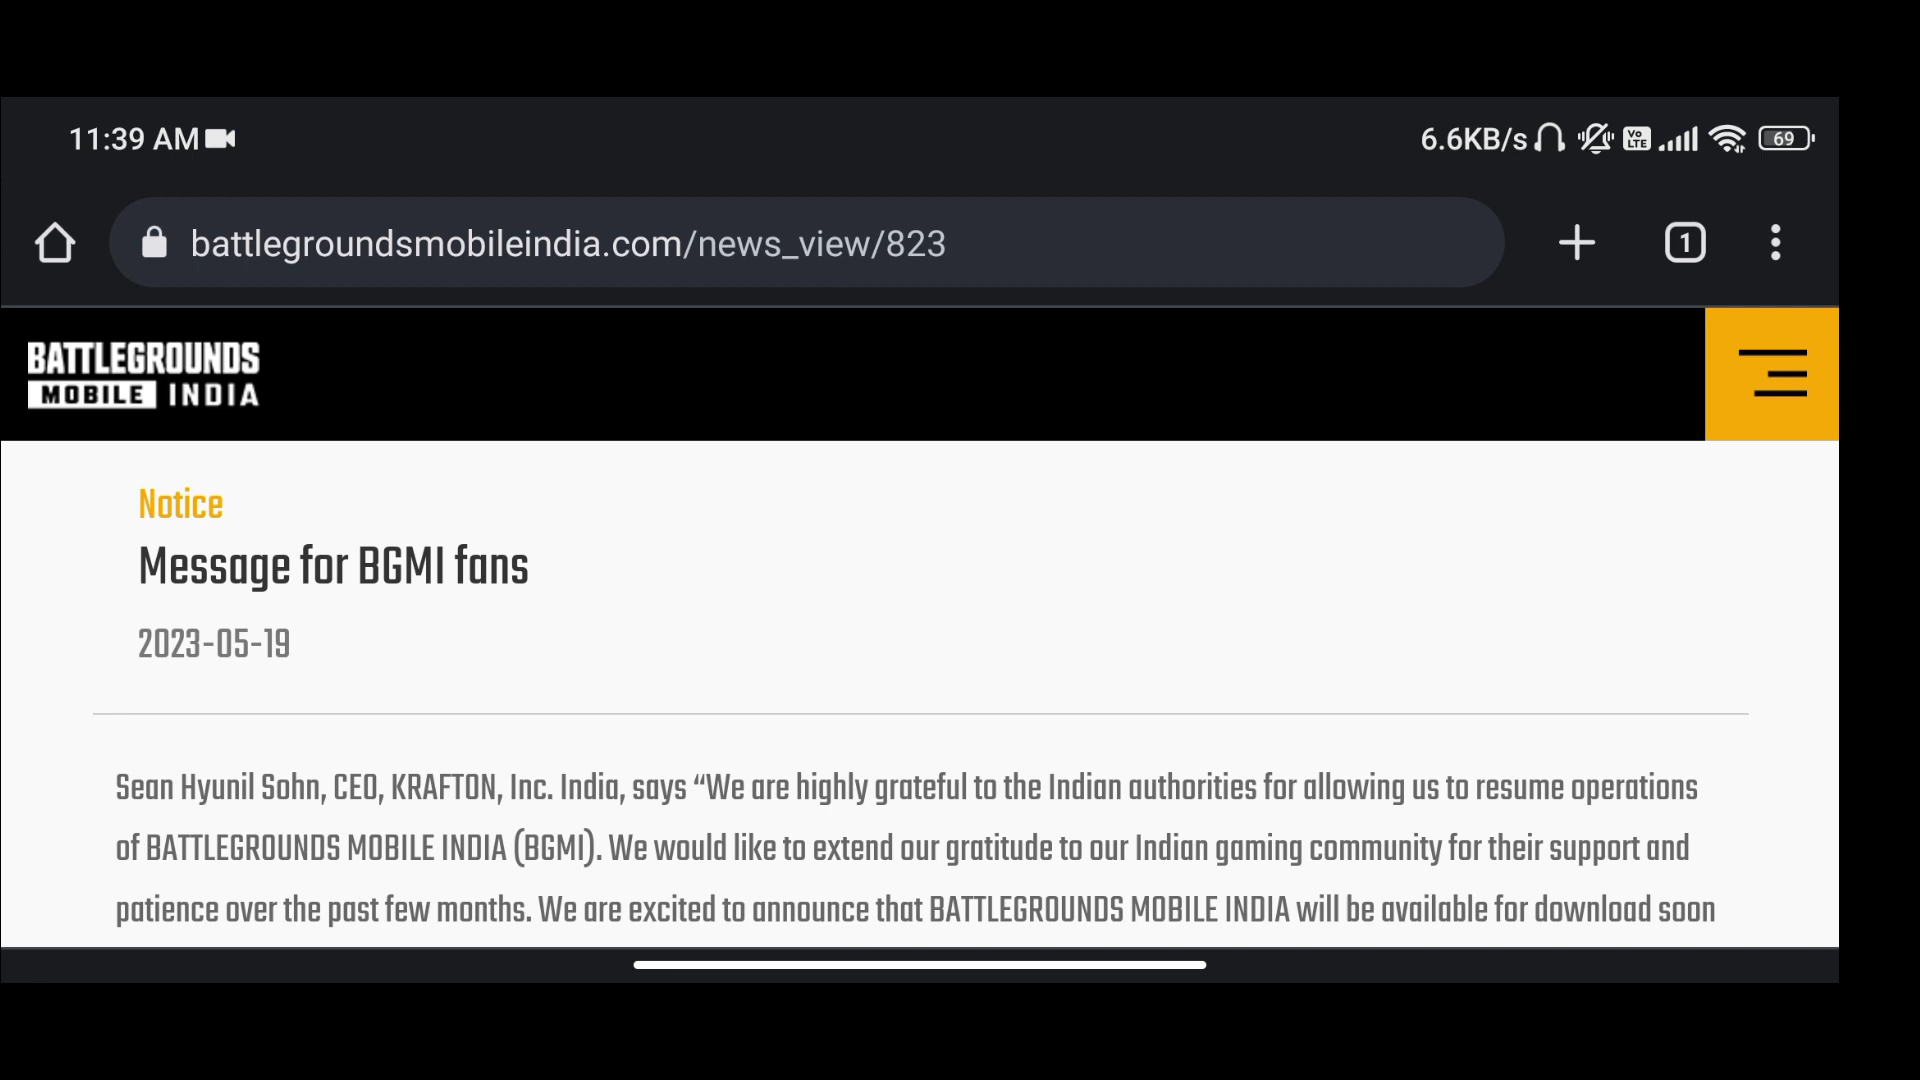 11:39 AM
6.6KB/s
Vo
LTE
69
battlegroundsmobileindia.com/news_view/823
1
BATTLEGROUNDS
MOBILE INDIA
Notice
Message for BGMI fans
2023-05-19
Sean Hyunil Sohn, CEO, KRAFTON, Inc. India, says “We are highly grateful to the Indian authorities for allowing us to resume operations
of BATTLEGROUNDS MOBILE INDIA (BGMI). We would like to extend our gratitude to our Indian gaming community for their support and
patience over the past few months. We are excited to announce that BATTLEGROUNDS MOBILE INDIA will be available for download soon